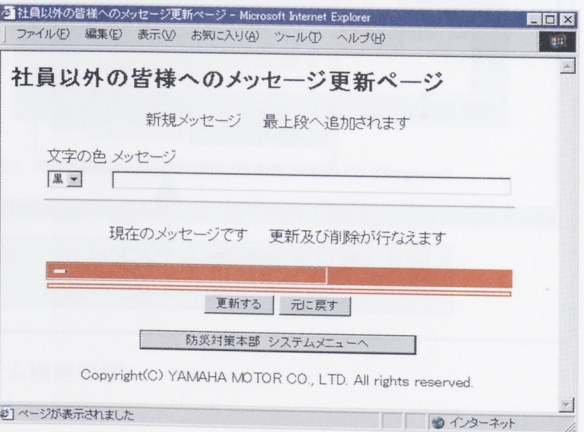 社員以外の皆様へのメッセージ更新ページ - Microsoft Internet Explorer
ファイル(F) 編集(E) 表示(V) お気に入り(A) ツール(T) ヘルプ(H)
社員以外の皆様へのメッセージ更新ページ
新規メッセージ 最上段へ追加されます
文字の色 メッセージ
黒
現在のメッセージです 更新及び削除が行なえます
更新する 元に戻す
防災対策本部 システムメニューへ
Copyright(C) YAMAHA MOTOR CO., LTD. All rights reserved.
ページが表示されました インターネット